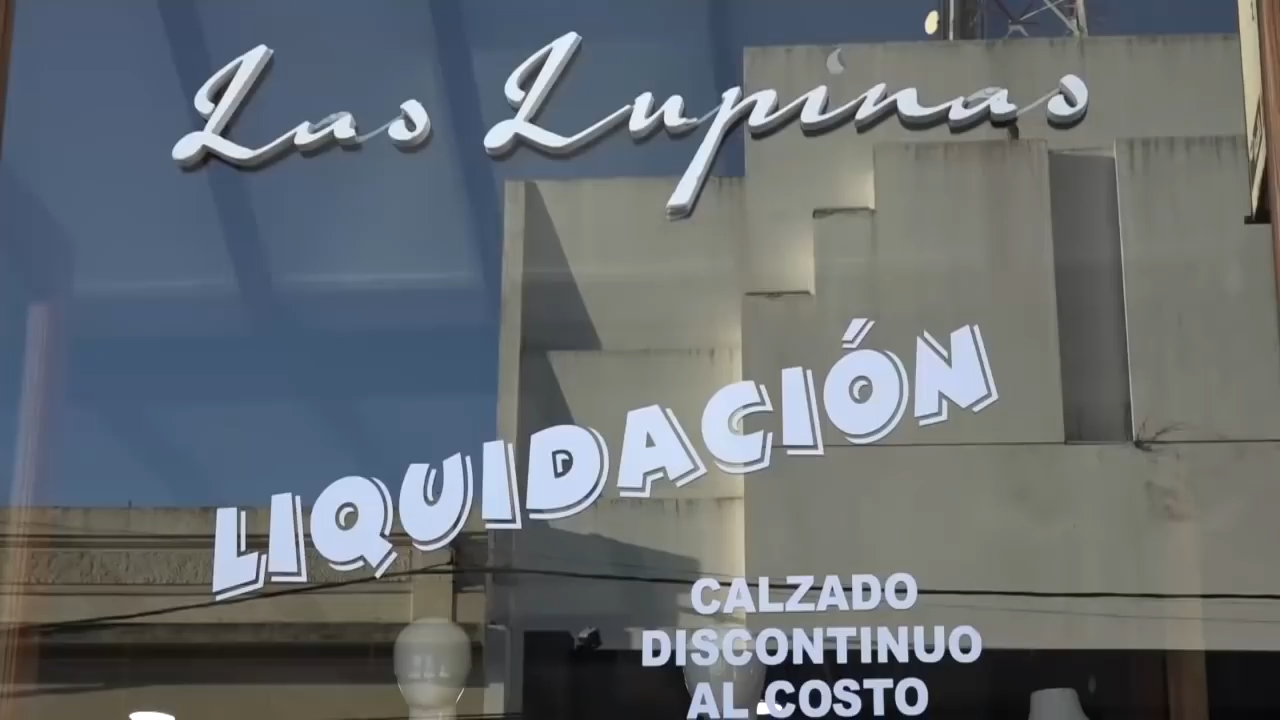 Las Lupinas
LIQUIDACIÓN
CALZADO
DISCONTINUO
AL COSTO